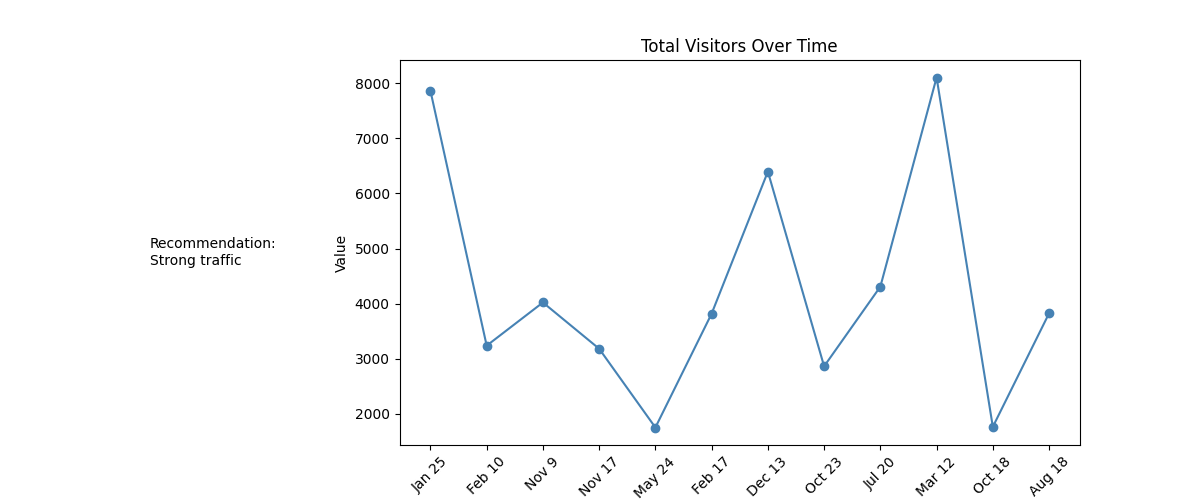 Total Visitors Over Time
Recommendation:
Strong traffic
Value
8000
7000
6000
5000
4000
3000
2000
Jan 25
Feb 10
Nov 9
Nov 17
May 24
Feb 17
Dec 13
Oct 23
Jul 20
Mar 12
Oct 18
Aug 18